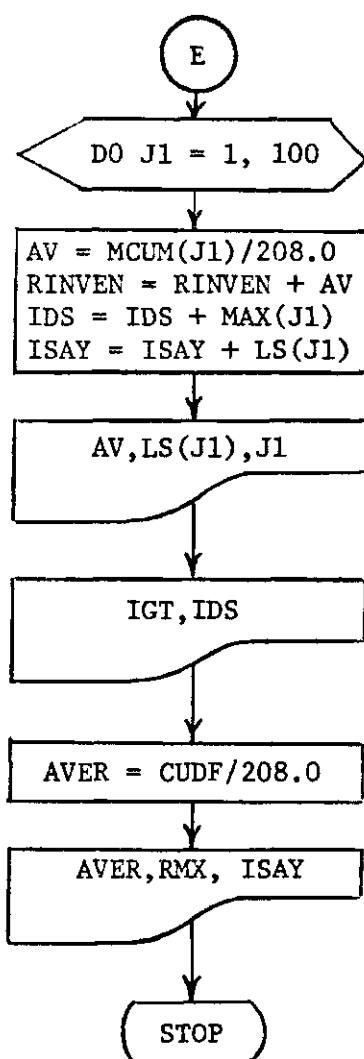 E
DO J1 = 1, 100
AV = MCUM(J1)/208.0
RINVEN = RINVEN + AV
IDS = IDS + MAX(J1)
ISAY = ISAY + LS(J1)
AV,LS(J1),J1
IGT,IDS
AVER = CUDF/208.0
AVER,RMX, ISAY
STOP